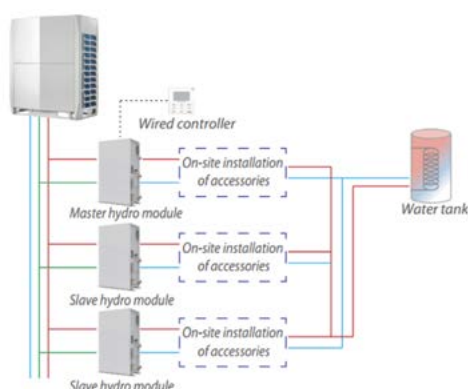 Wired controller
On-site installation
of accessories
Master hydro module
Water tank
On-site installation
of accessories
Slave hydro module
On-site installation
of accessories
Slave hydro module